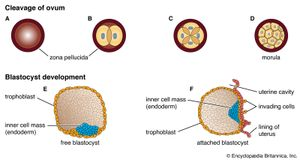 Cleavage of ovum
A
B
C
D
zona pellucida
morula
Blastocyst development
E
F
trophoblast
inner cell mass
(endoderm)
free blastocyst
inner cell mass
(endoderm)
trophoblast
uterine cavity
invading cells
lining of
uterus
attached blastocyst
© Encyclopædia Britannica, Inc.